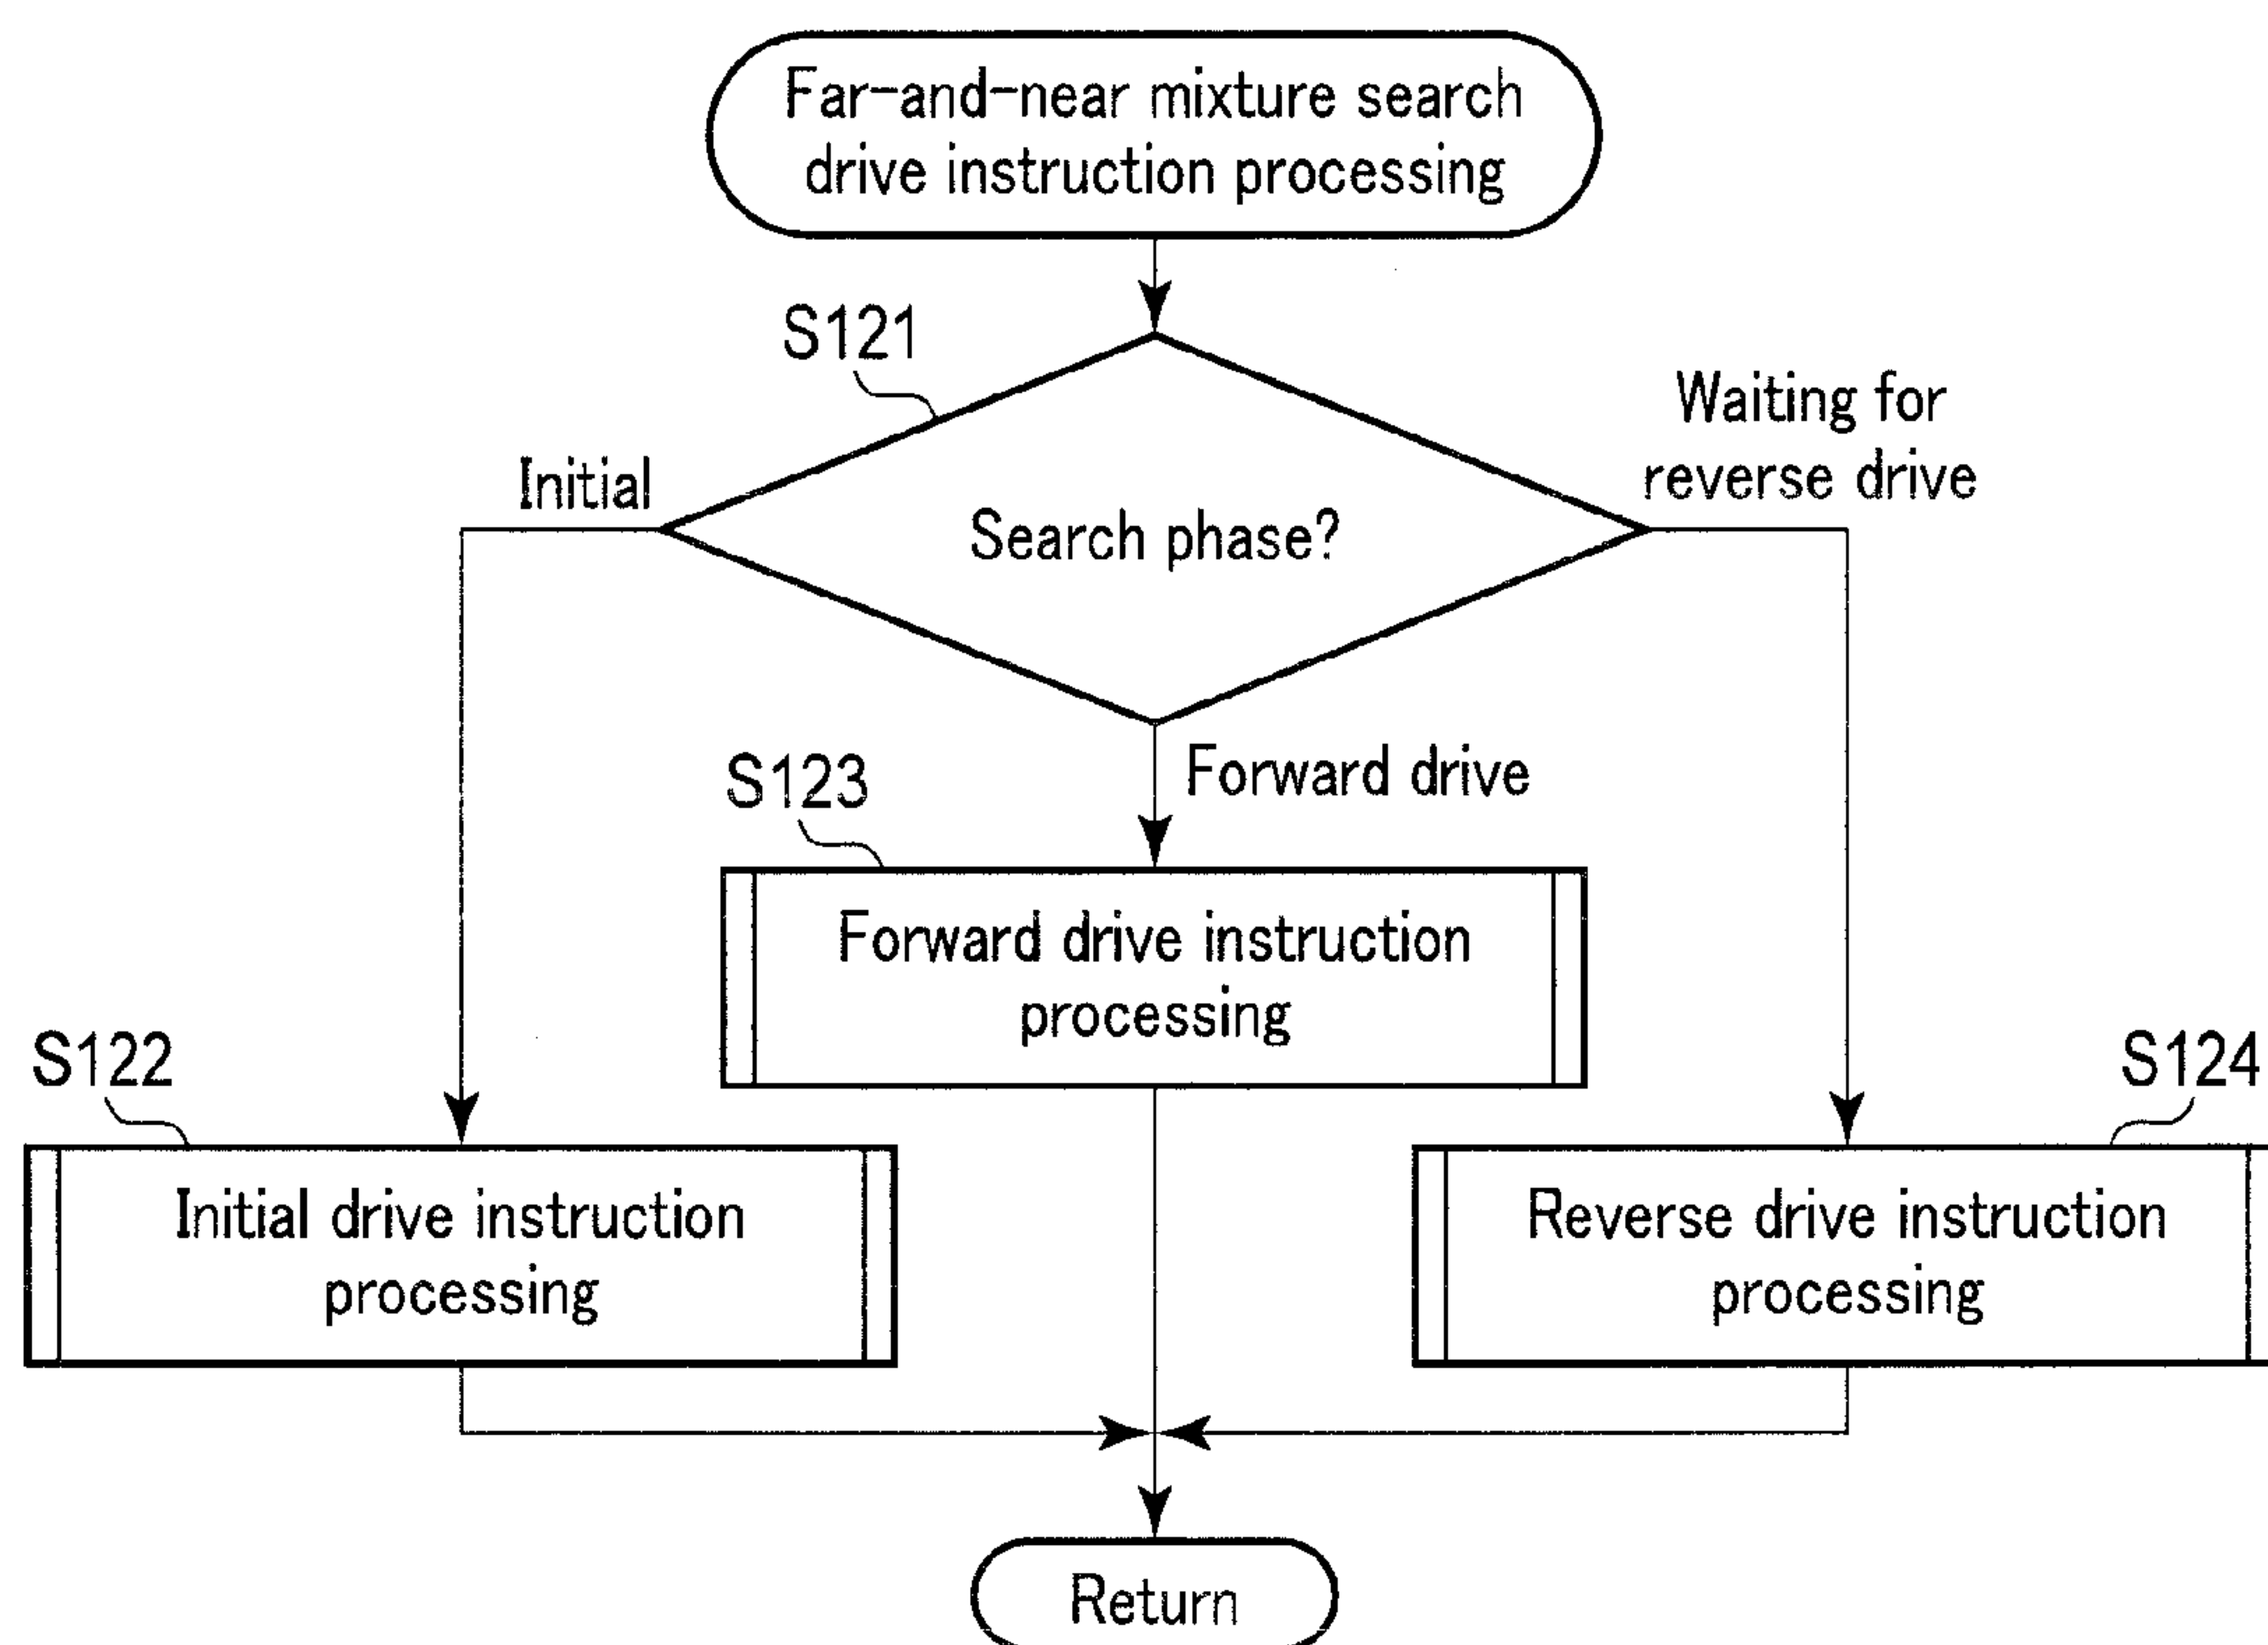 Far-and-near mixture search
drive instruction processing
S121
Waiting for
reverse drive
Initial
Search phase?
Forward drive
S123
Forward drive instruction
processing
S122
S124
Initial drive instruction
processing
Reverse drive instruction
processing
Return